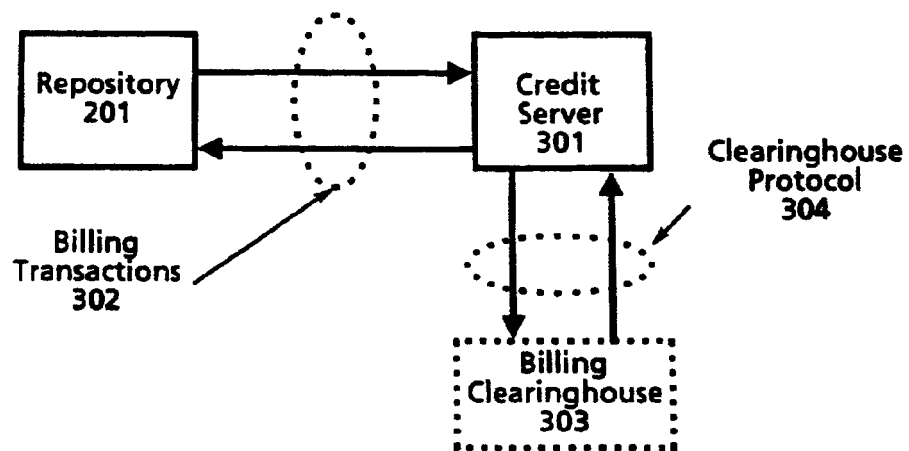 Repository
201
Credit
Server
301
Clearinghouse
Protocol
304
Billing
Transactions
302
Billing
Clearinghouse
303